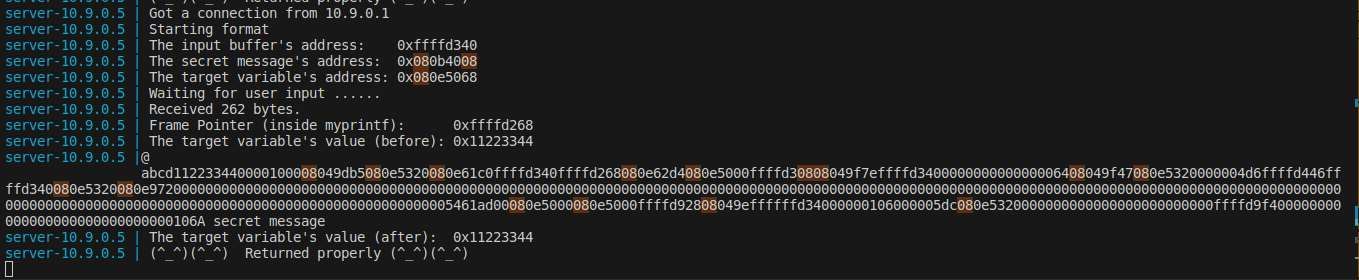 server-10.9.0.5 | Got a connection from 10.9.0.1
server-10.9.0.5 | Starting format
server-10.9.0.5 | The input buffer's address:    0xffffd340
server-10.9.0.5 | The secret message's address:  0x080b4008
server-10.9.0.5 | The target variable's address: 0x080e5068
server-10.9.0.5 | Waiting for user input ......
server-10.9.0.5 | Received 262 bytes.
server-10.9.0.5 | Frame Pointer (inside myprintf):      0xffffd268
server-10.9.0.5 | The target variable's value (before): 0x11223344
server-10.9.0.5 |@
abcd112233440000100008049db5080e5320080e61c0ffffd340ffffd268080e62d4080e5000ffffd30808049f7effffd340000000000000006408049f47080e5320000004d6ffffd446ff
ffd340080e5320080e97200000000000000000000000000000000000000000000000000000000000000000000000000000000000000000000000000000000000000000000000000000000000000000000000000
00000000000000000000000000000000000000000000000000000005461ad00080e5000080e5000ffffd92808049effffffd34000000106000005dc080e5320000000000000000000000000ffffd9f400000000
000000000000000000000106A secret message
server-10.9.0.5 | The target variable's value (after):  0x11223344
server-10.9.0.5 | (^_^)(^_^)  Returned properly (^_^)(^_^)